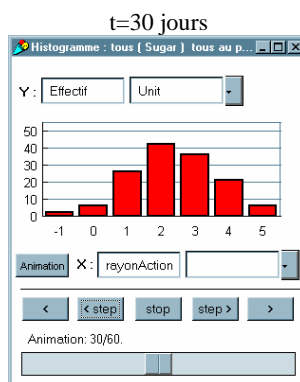 t=30 jours
Histogramme : tous ( Sugar ) tous au p...
Y : Effectif Unit
50
40
30
20
10
0
-1 0 1 2 3 4 5
Animation X : rayonAction
< < step stop step > >
Animation: 30/60.